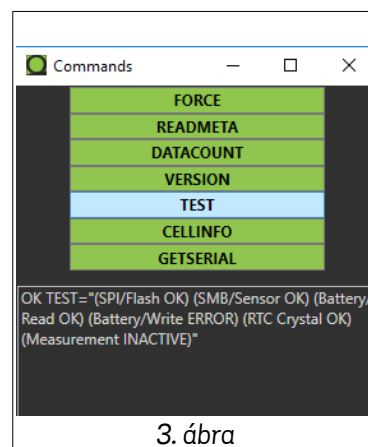 Commands
FORCE
READMETA
DATACOUNT
VERSION
TEST
CELLINFO
GETSERIAL
OK TEST="(SPI/Flash OK) (SMB/Sensor OK) (Battery/
Read OK) (Battery/Write ERROR) (RTC Crystal OK)
(Measurement INACTIVE)"
3. ábra